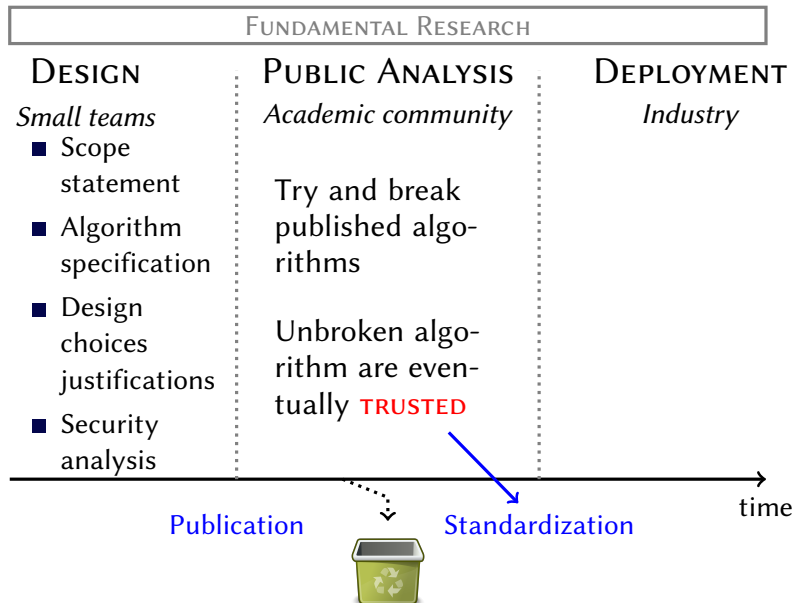 Fundamental Research
Design
Small teams
Scope
statement
Algorithm
specification
Design
choices
justifications
Security
analysis
Public Analysis
Academic community
Try and break
published algo-
rithms
Unbroken algo-
rithm are even-
tually trusted
Deployment
Industry
time
Publication
Standardization